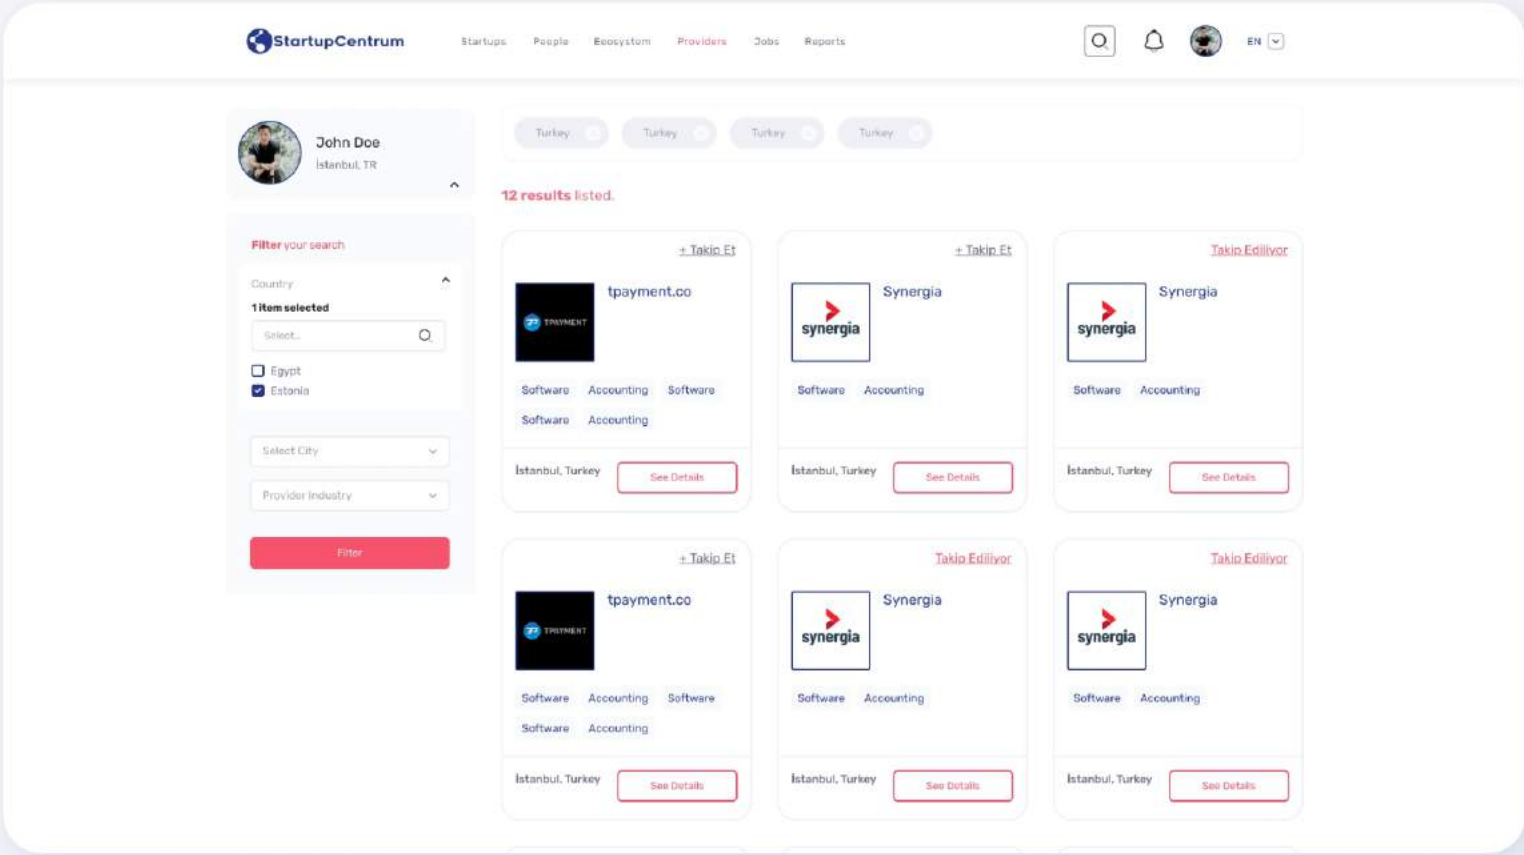 StartupCentrum
Startups People Ecosystem Providers Jobs Reports
EN
John Doe
İstanbul, TR
Turkey Turkey Turkey Turkey
12 results listed.
Filter your search
Country
1 item selected
Select..
Egypt
Estonia
Select City
Provider Industry
Filter
+ Takip Et
tpayment.co
TPAYMENT
Software Accounting Software
Software Accounting
İstanbul, Turkey See Details
+ Takip Et
Synergia
synergia
Software Accounting
İstanbul, Turkey See Details
Takip Ediliyor
Synergia
synergia
Software Accounting
İstanbul, Turkey See Details
+ Takip Et
tpayment.co
TPAYMENT
Software Accounting Software
Software Accounting
İstanbul, Turkey See Details
Takip Ediliyor
Synergia
synergia
Software Accounting
İstanbul, Turkey See Details
Takip Ediliyor
Synergia
synergia
Software Accounting
İstanbul, Turkey See Details